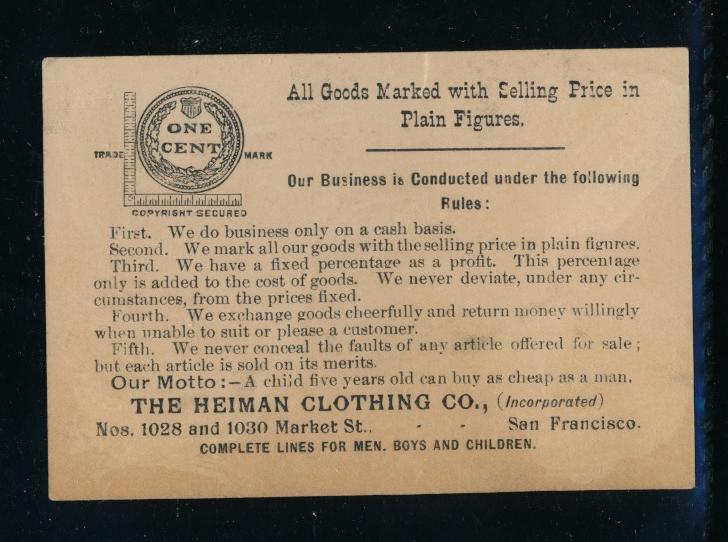 All Goods Marked with Selling Price in
Plain Figures.
ONE
CENT
TRADE MARK
COPYRIGHT SECURED
Our Business is Conducted under the following
Rules:
First. We do business only on a cash basis.
Second. We mark all our goods with the selling price in plain figures.
Third. We have a fixed percentage as a profit. This percentage
only is added to the cost of goods. We never deviate, under any cir-
cumstances, from the prices fixed.
Fourth. We exchange goods cheerfully and return money willingly
when unable to suit or please a customer.
Fifth. We never conceal the faults of any article offered for sale;
but each article is sold on its merits.
Our Motto:—A child five years old can buy as cheap as a man.
THE HEIMAN CLOTHING CO., (Incorporated)
Nos. 1028 and 1030 Market St.. - - San Francisco.
COMPLETE LINES FOR MEN. BOYS AND CHILDREN.